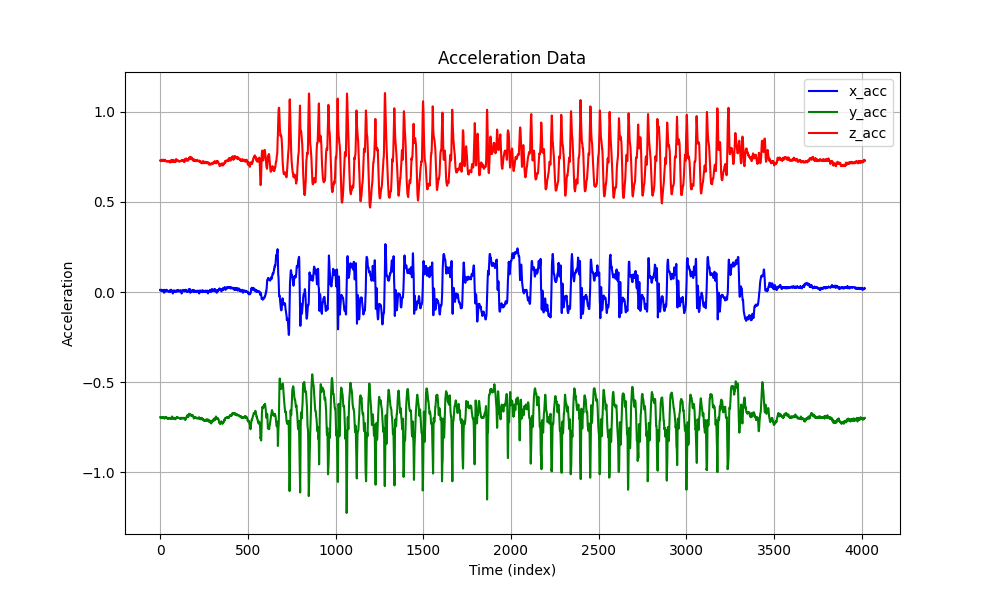 Acceleration Data
x_acc
y_acc
z_acc
1.0
0.5
0.0
−0.5
−1.0
Acceleration
0 500 1000 1500 2000 2500 3000 3500 4000
Time (index)